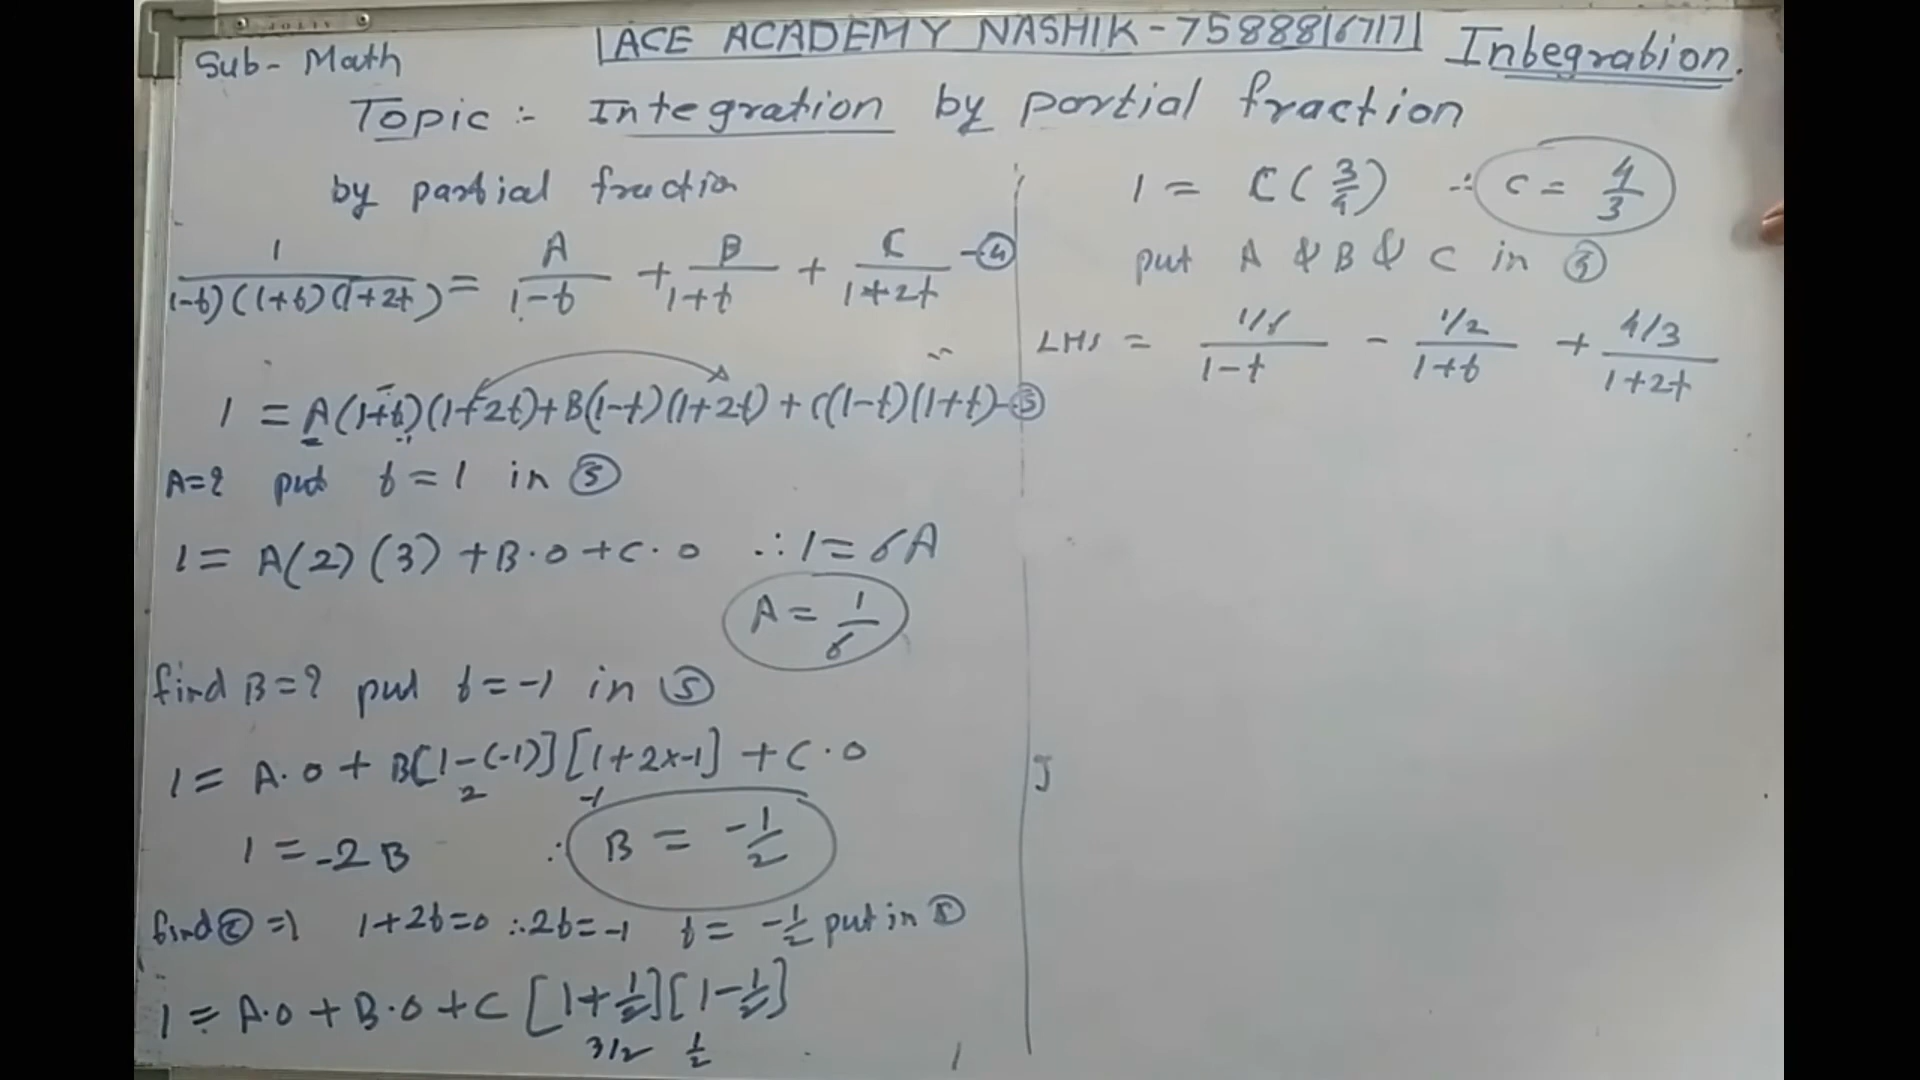 JOLLY
Sub- Math
ACE ACADEMY NASHIK-7588816717
Integration.
Topic :- Integration by partial fraction
by partial fraction
1/(1-t)(1+t)(1+2t) = A/1-t + B/1+t + C/1+2t -④
1 = A(1+t)(1+2t)+B(1-t)(1+2t)+C(1-t)(1+t)-⑤
A=? put t=1 in ⑤
1= A(2)(3)+B·0+C·0 ∴1=6A
A= 1/6
find B=? put t=-1 in ⑤
1= A·0+B[1-(-1)][1+2x-1]+C·0
2 -1
1=-2B ∴ B = -1/2
find Ⓒ=? 1+2t=0 ∴2t=-1 t= -1/2 put in ⑤
1= A·0+B·0+C [1+1/2][1-1/2]
3/2 1/2
1 = C(3/4) ∴ C= 4/3
put A & B & C in ④
LHS = 1/6/1-t - 1/2/1+t + 4/3/1+2t